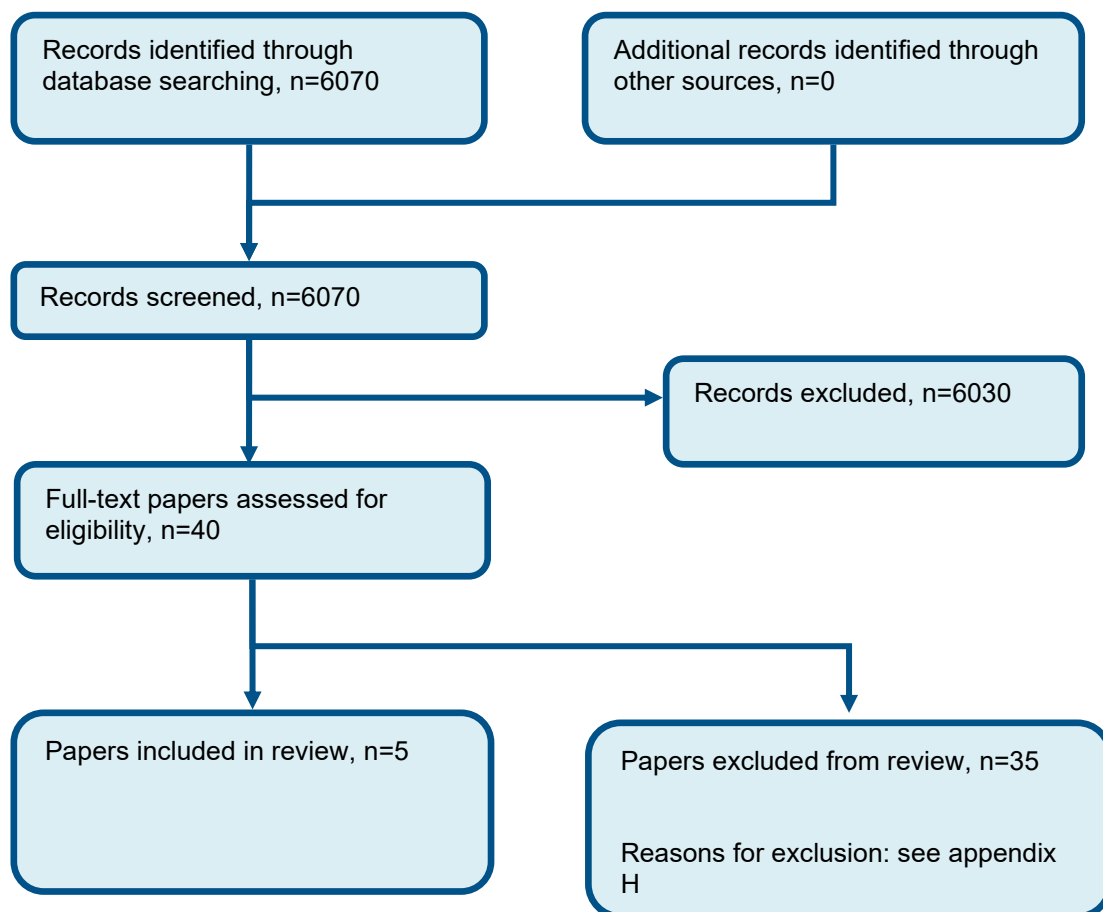 Records identified through
database searching, n=6070
Additional records identified through
other sources, n=0
Records screened, n=6070
Records excluded, n=6030
Full-text papers assessed for
eligibility, n=40
Papers included in review, n=5
Papers excluded from review, n=35
Reasons for exclusion: see appendix
H